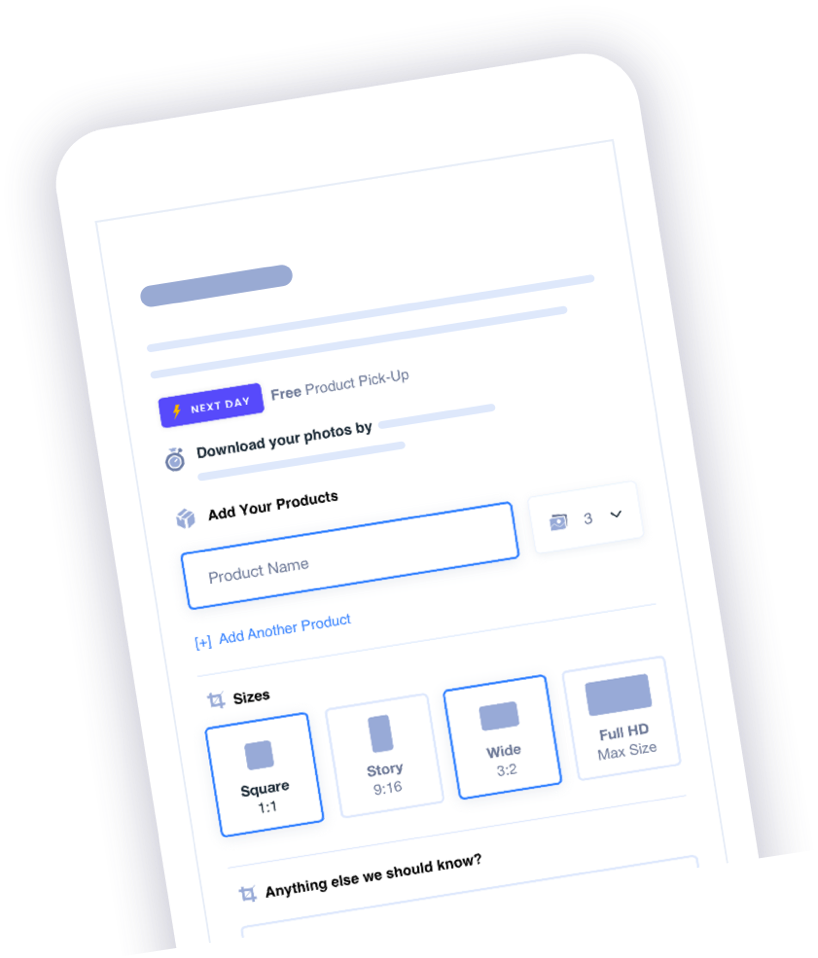 NEXT DAY Free Product Pick-Up
Download your photos by
Add Your Products
Product Name
3
[+] Add Another Product
Sizes
Square
1:1
Story
9:16
Wide
3:2
Full HD
Max Size
Anything else we should know?